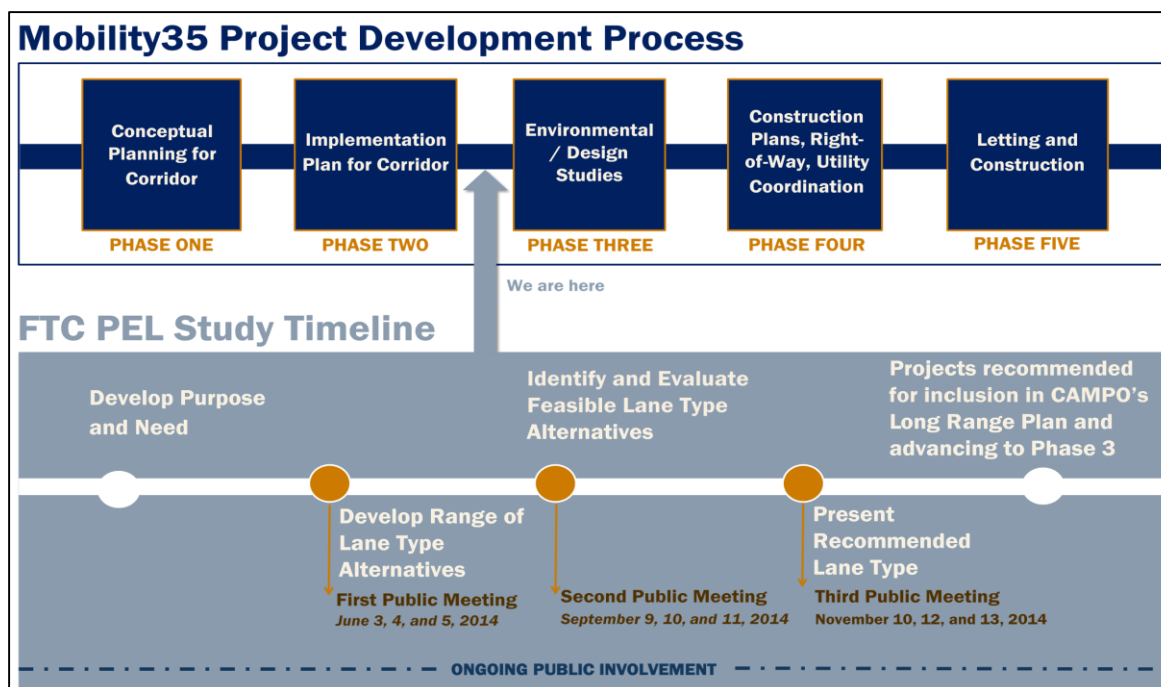 Mobility35 Project Development Process
Conceptual
Planning for
Corridor
PHASE ONE
Implementation
Plan for Corridor
PHASE TWO
Environmental
/ Design
Studies
PHASE THREE
Construction
Plans, Right-
of-Way, Utility
Coordination
PHASE FOUR
Letting and
Construction
PHASE FIVE
We are here
FTC PEL Study Timeline
Develop Purpose
and Need
Develop Range of
Lane Type
Alternatives
First Public Meeting
June 3, 4, and 5, 2014
Identify and Evaluate
Feasible Lane Type
Alternatives
Second Public Meeting
September 9, 10, and 11, 2014
Present
Recommended
Lane Type
Third Public Meeting
November 10, 12, and 13, 2014
Projects recommended
for inclusion in CAMPO’s
Long Range Plan and
advancing to Phase 3
ONGOING PUBLIC INVOLVEMENT